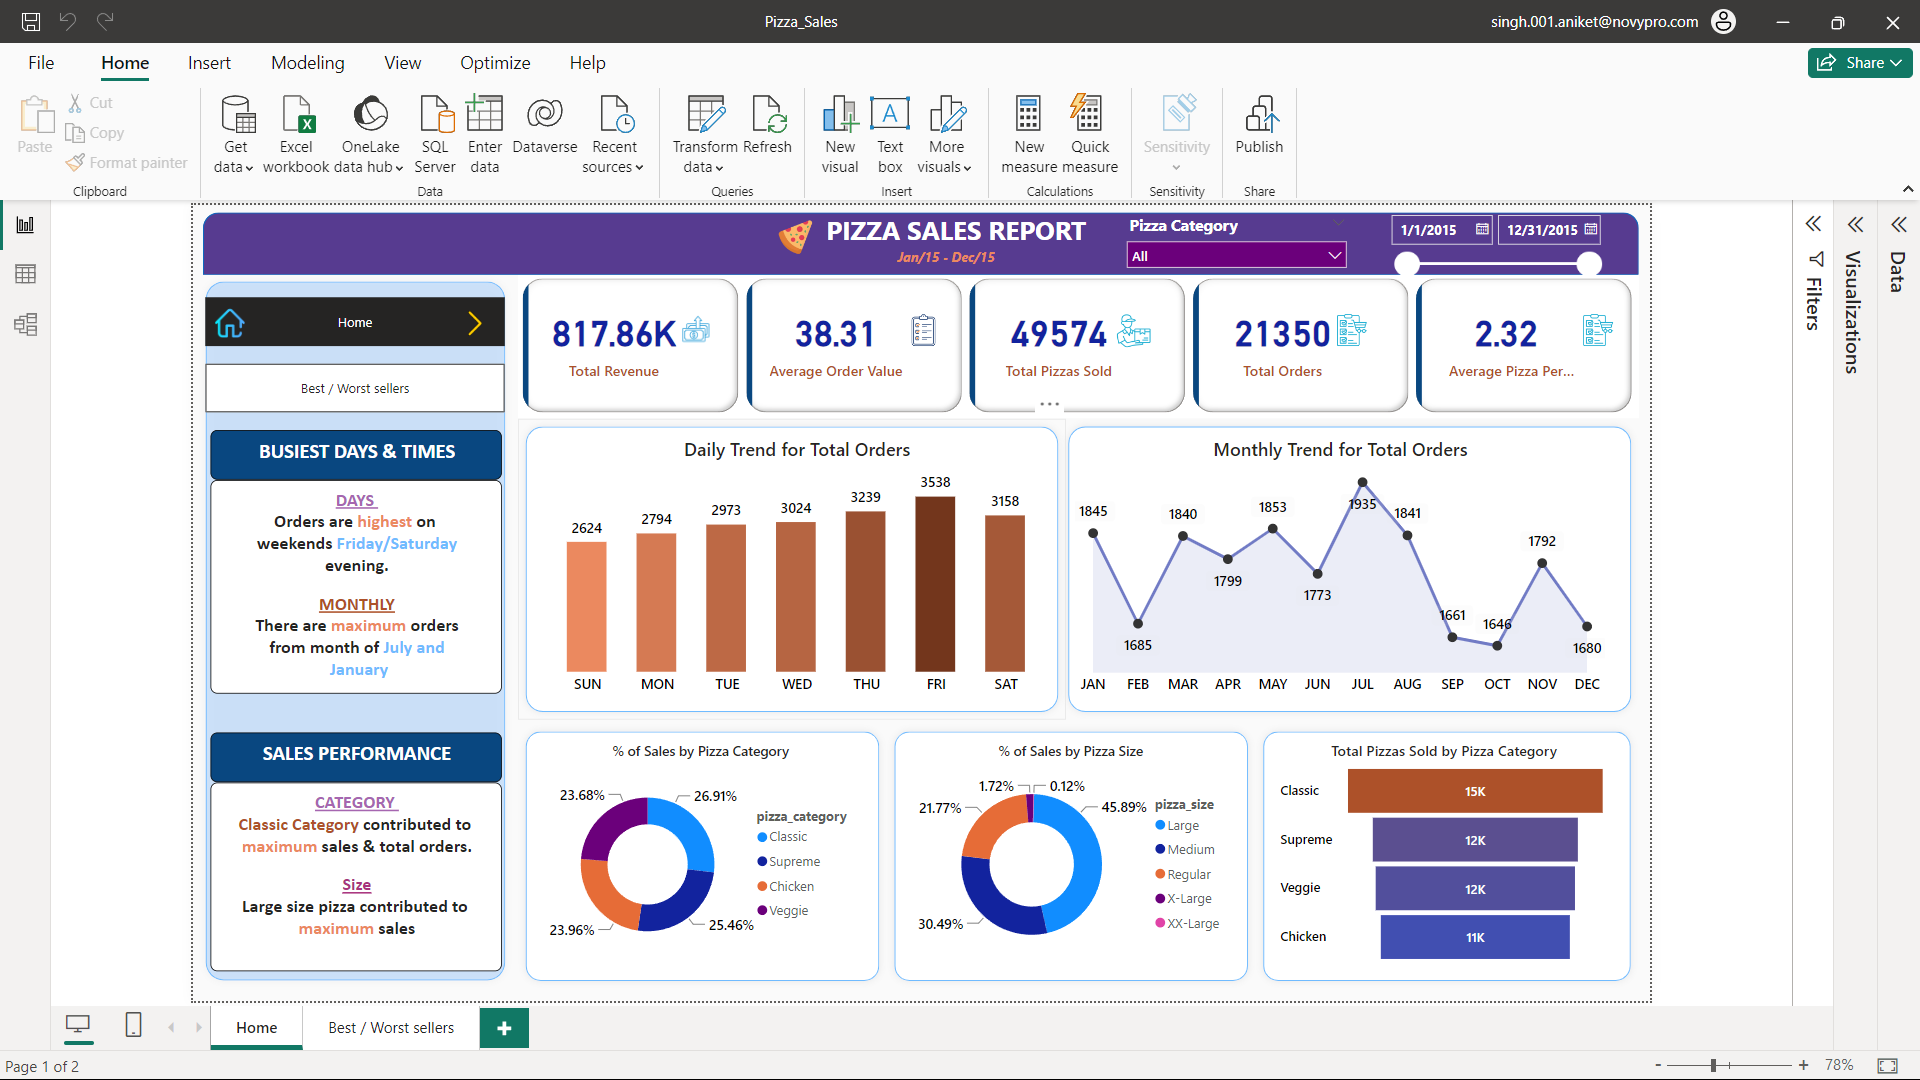 Pizza_Sales
singh.001.aniket@novypro.com
File Home Insert Modeling View Optimize Help
Share
Paste
Cut
Copy
Format painter
Clipboard
Get data
Excel workbook
OneLake data hub
SQL Server
Enter data
Dataverse
Recent sources
Data
Transform data
Refresh
Queries
New visual
Text box
More visuals
Insert
New measure
Quick measure
Calculations
Sensitivity
Sensitivity
Publish
Share
PIZZA SALES REPORT
Jan/15 - Dec/15
Pizza Category
All
1/1/2015
12/31/2015
Filters
Visualizations
Data
Home
Best / Worst sellers
817.86K
Total Revenue
38.31
Average Order Value
49574
Total Pizzas Sold
21350
Total Orders
2.32
Average Pizza Per...
BUSIEST DAYS & TIMES
DAYS
Orders are highest on
weekends Friday/Saturday
evening.
MONTHLY
There are maximum orders
from month of July and
January
SALES PERFORMANCE
CATEGORY
Classic Category contributed to
maximum sales & total orders.
Size
Large size pizza contributed to
maximum sales
Daily Trend for Total Orders
2624 2794 2973 3024 3239 3538 3158
SUN MON TUE WED THU FRI SAT
Monthly Trend for Total Orders
1845 1685 1840 1799 1853 1773 1935 1841 1661 1646 1792 1680
JAN FEB MAR APR MAY JUN JUL AUG SEP OCT NOV DEC
% of Sales by Pizza Category
23.68% 26.91%
23.96% 25.46%
pizza_category
Classic
Supreme
Chicken
Veggie
% of Sales by Pizza Size
1.72% 0.12%
21.77% 45.89%
30.49%
pizza_size
Large
Medium
Regular
X-Large
XX-Large
Total Pizzas Sold by Pizza Category
Classic 15K
Supreme 12K
Veggie 12K
Chicken 11K
Home
Best / Worst sellers
Page 1 of 2
78%